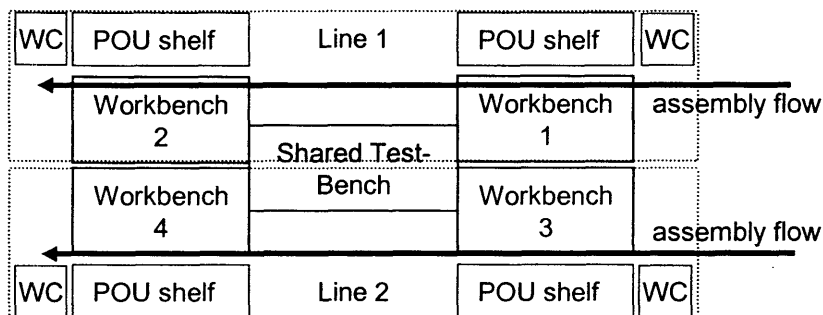 WC POU shelf Line 1 POU shelf WC
Workbench
2
Workbench
1
assembly flow
Shared Test-
Bench
Workbench
4
Workbench
3
assembly flow
WC POU shelf Line 2 POU shelf WC